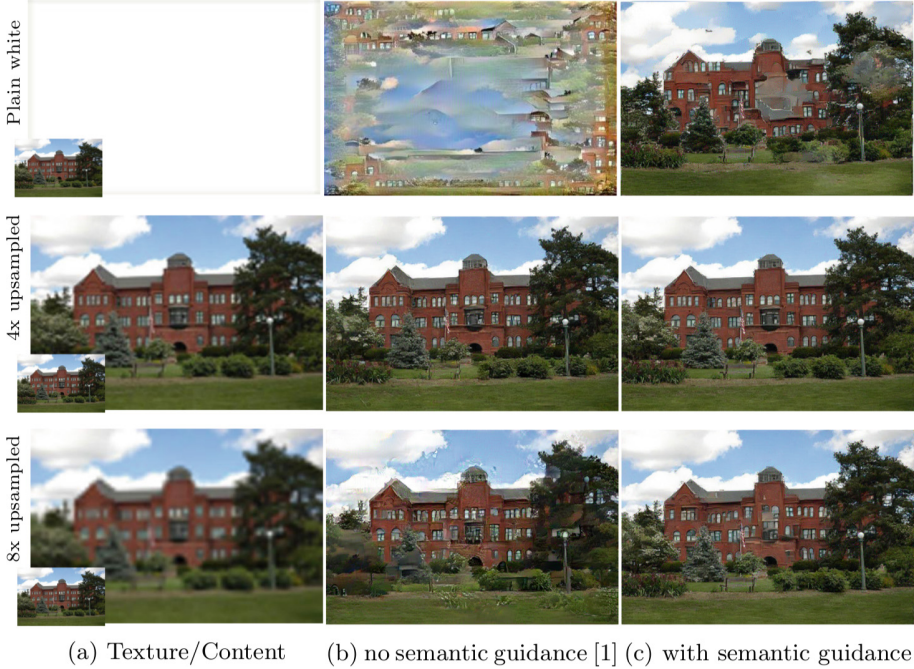 Plain white
4x upsampled
8x upsampled
(a) Texture/Content
(b) no semantic guidance [1]
(c) with semantic guidance